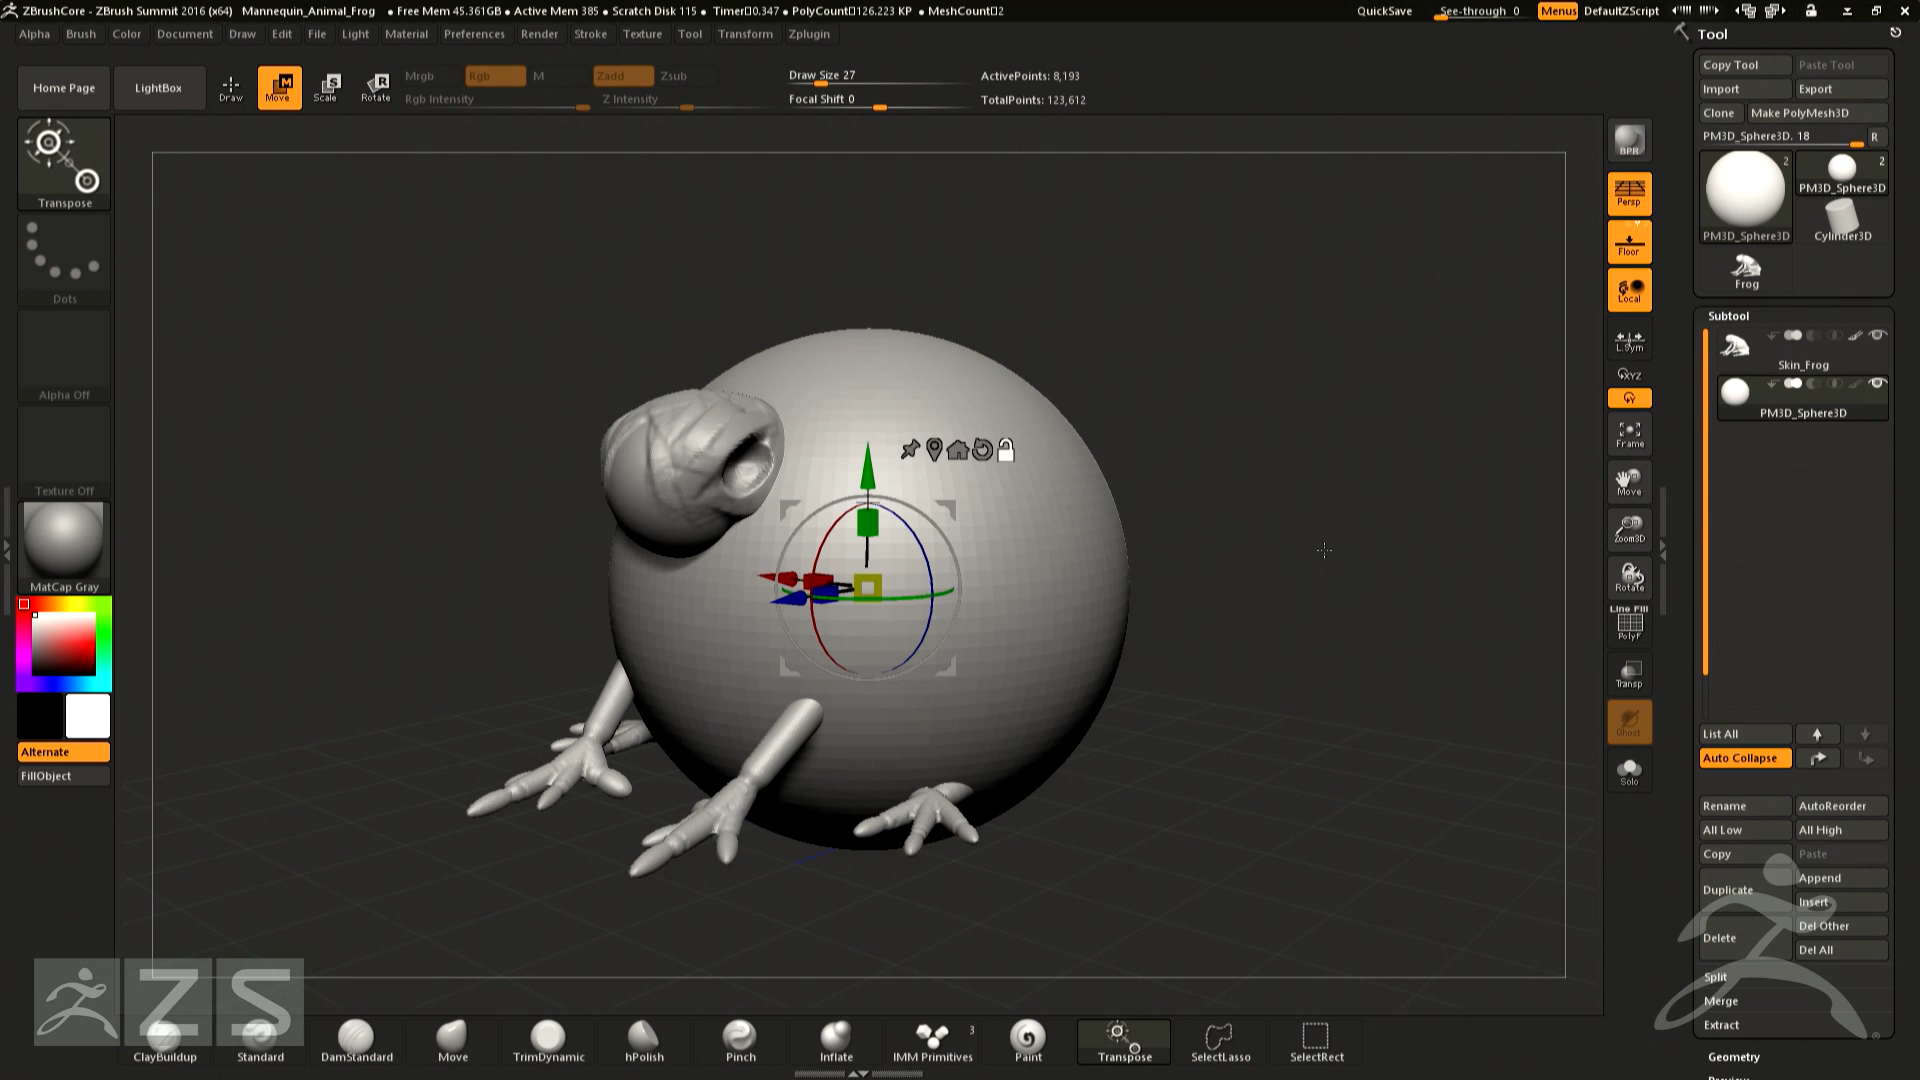 ZBrushCore - ZBrush Summit 2016 (x64) Mannequin_Animal_Frog ● Free Mem 45.361GB ● Active Mem 385 ● Scratch Disk 115 ● Timer▯0.347 ● PolyCount▯126.223 KP ● MeshCount▯2 QuickSave See-through 0 Menus DefaultZScript
Alpha Brush Color Document Draw Edit File Light Material Preferences Render Stroke Texture Tool Transform Zplugin
Tool
Home Page
LightBox
Draw
M
Move
S
Scale
R
Rotate
Mrgb Rgb M Zadd Zsub
Rgb Intensity Z Intensity
Draw Size 27
Focal Shift 0
ActivePoints: 8,193
TotalPoints: 123,612
Transpose
Dots
Alpha Off
Texture Off
MatCap Gray
Alternate
FillObject
BPR
Persp
Floor
Local
L.Sym
XYZ
Y
Frame
Move
Zoom3D
Rotate
Line Fill
PolyF
Transp
Ghost
Solo
Copy Tool Paste Tool
Import Export
Clone Make PolyMesh3D
PM3D_Sphere3D. 18 R
2
PM3D_Sphere3D
2
PM3D_Sphere3D
Cylinder3D
Frog
Subtool
Skin_Frog
PM3D_Sphere3D
List All
Auto Collapse
Rename AutoReorder
All Low All High
Copy Paste
Duplicate Append
Insert
Delete Del Other
Del All
Split
Merge
Extract
Geometry
ZS
ClayBuildup
Standard
DamStandard
Move
TrimDynamic
hPolish
Pinch
Inflate
3
IMM Primitives
Paint
Transpose
SelectLasso
SelectRect